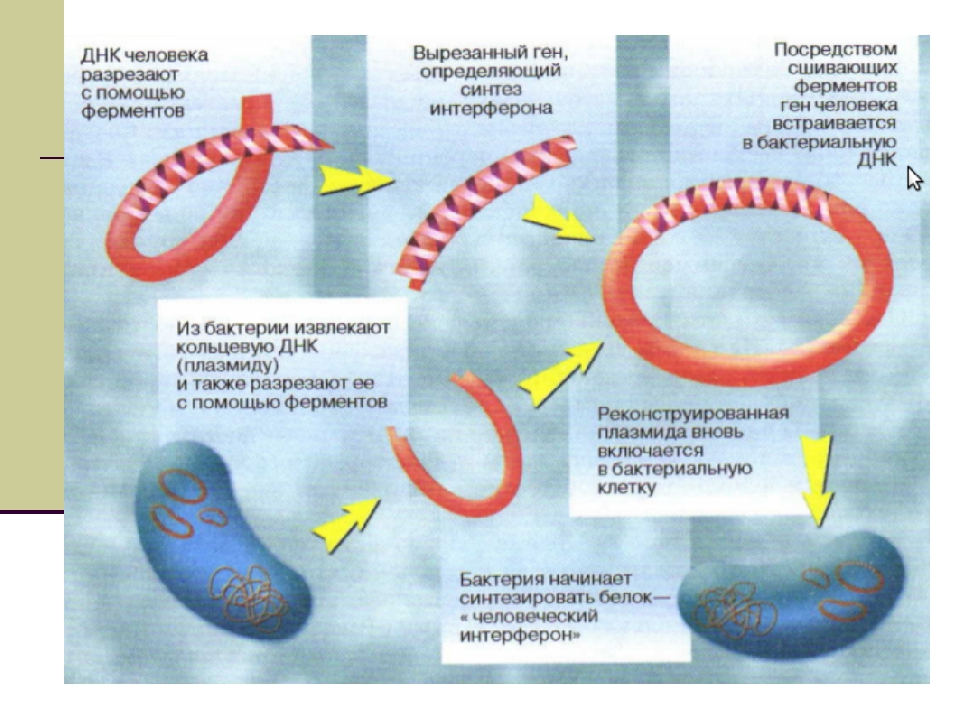 ДНК человека
разрезают
с помощью
ферментов
Вырезанный ген,
определяющий
синтез
интерферона
Посредством
сшивающих
ферментов
ген человека
встраивается
в бактериальную
ДНК
Из бактерии извлекают
кольцевую ДНК
(плазмиду)
и также разрезают ее
с помощью ферментов
Реконструированная
плазмида вновь
включается
в бактериальную
клетку
Бактерия начинает
синтезировать белок—
« человеческий
интерферон»